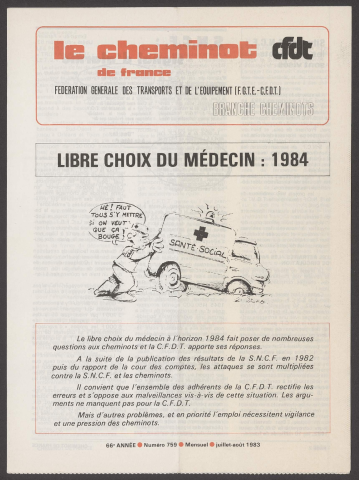 le cheminot cfdt
de france
FEDERATION GENERALE DES TRANSPORTS ET DE L'EQUIPEMENT (F.G.T.E.-C.F.D.T.)
BRANCHE CHEMINOTS
LIBRE CHOIX DU MÉDECIN : 1984
HE! FAUT
TOUS S'Y METTRE
SI ON VEUT
QUE ÇA
BOUGE!
SANTÉ SOCIAL
Le libre choix du médecin à l'horizon 1984 fait poser de nombreuses
questions aux cheminots et la C.F.D.T. apporte ses réponses.
A la suite de la publication des résultats de la S.N.C.F. en 1982
puis du rapport de la cour des comptes, les attaques se sont multipliées
contre la S.N.C.F. et les cheminots.
Il convient que l'ensemble des adhérents de la C.F.D.T. rectifie les
erreurs et s'oppose aux malveillances vis-à-vis de cette situation. Les argu-
ments ne manquent pas pour la C.F.D.T.
Mais d'autres problèmes, et en priorité l'emploi nécessitent vigilance
et une pression des cheminots.
66e ANNÉE ● Numéro 759 ● Mensuel ● juillet-août 1983